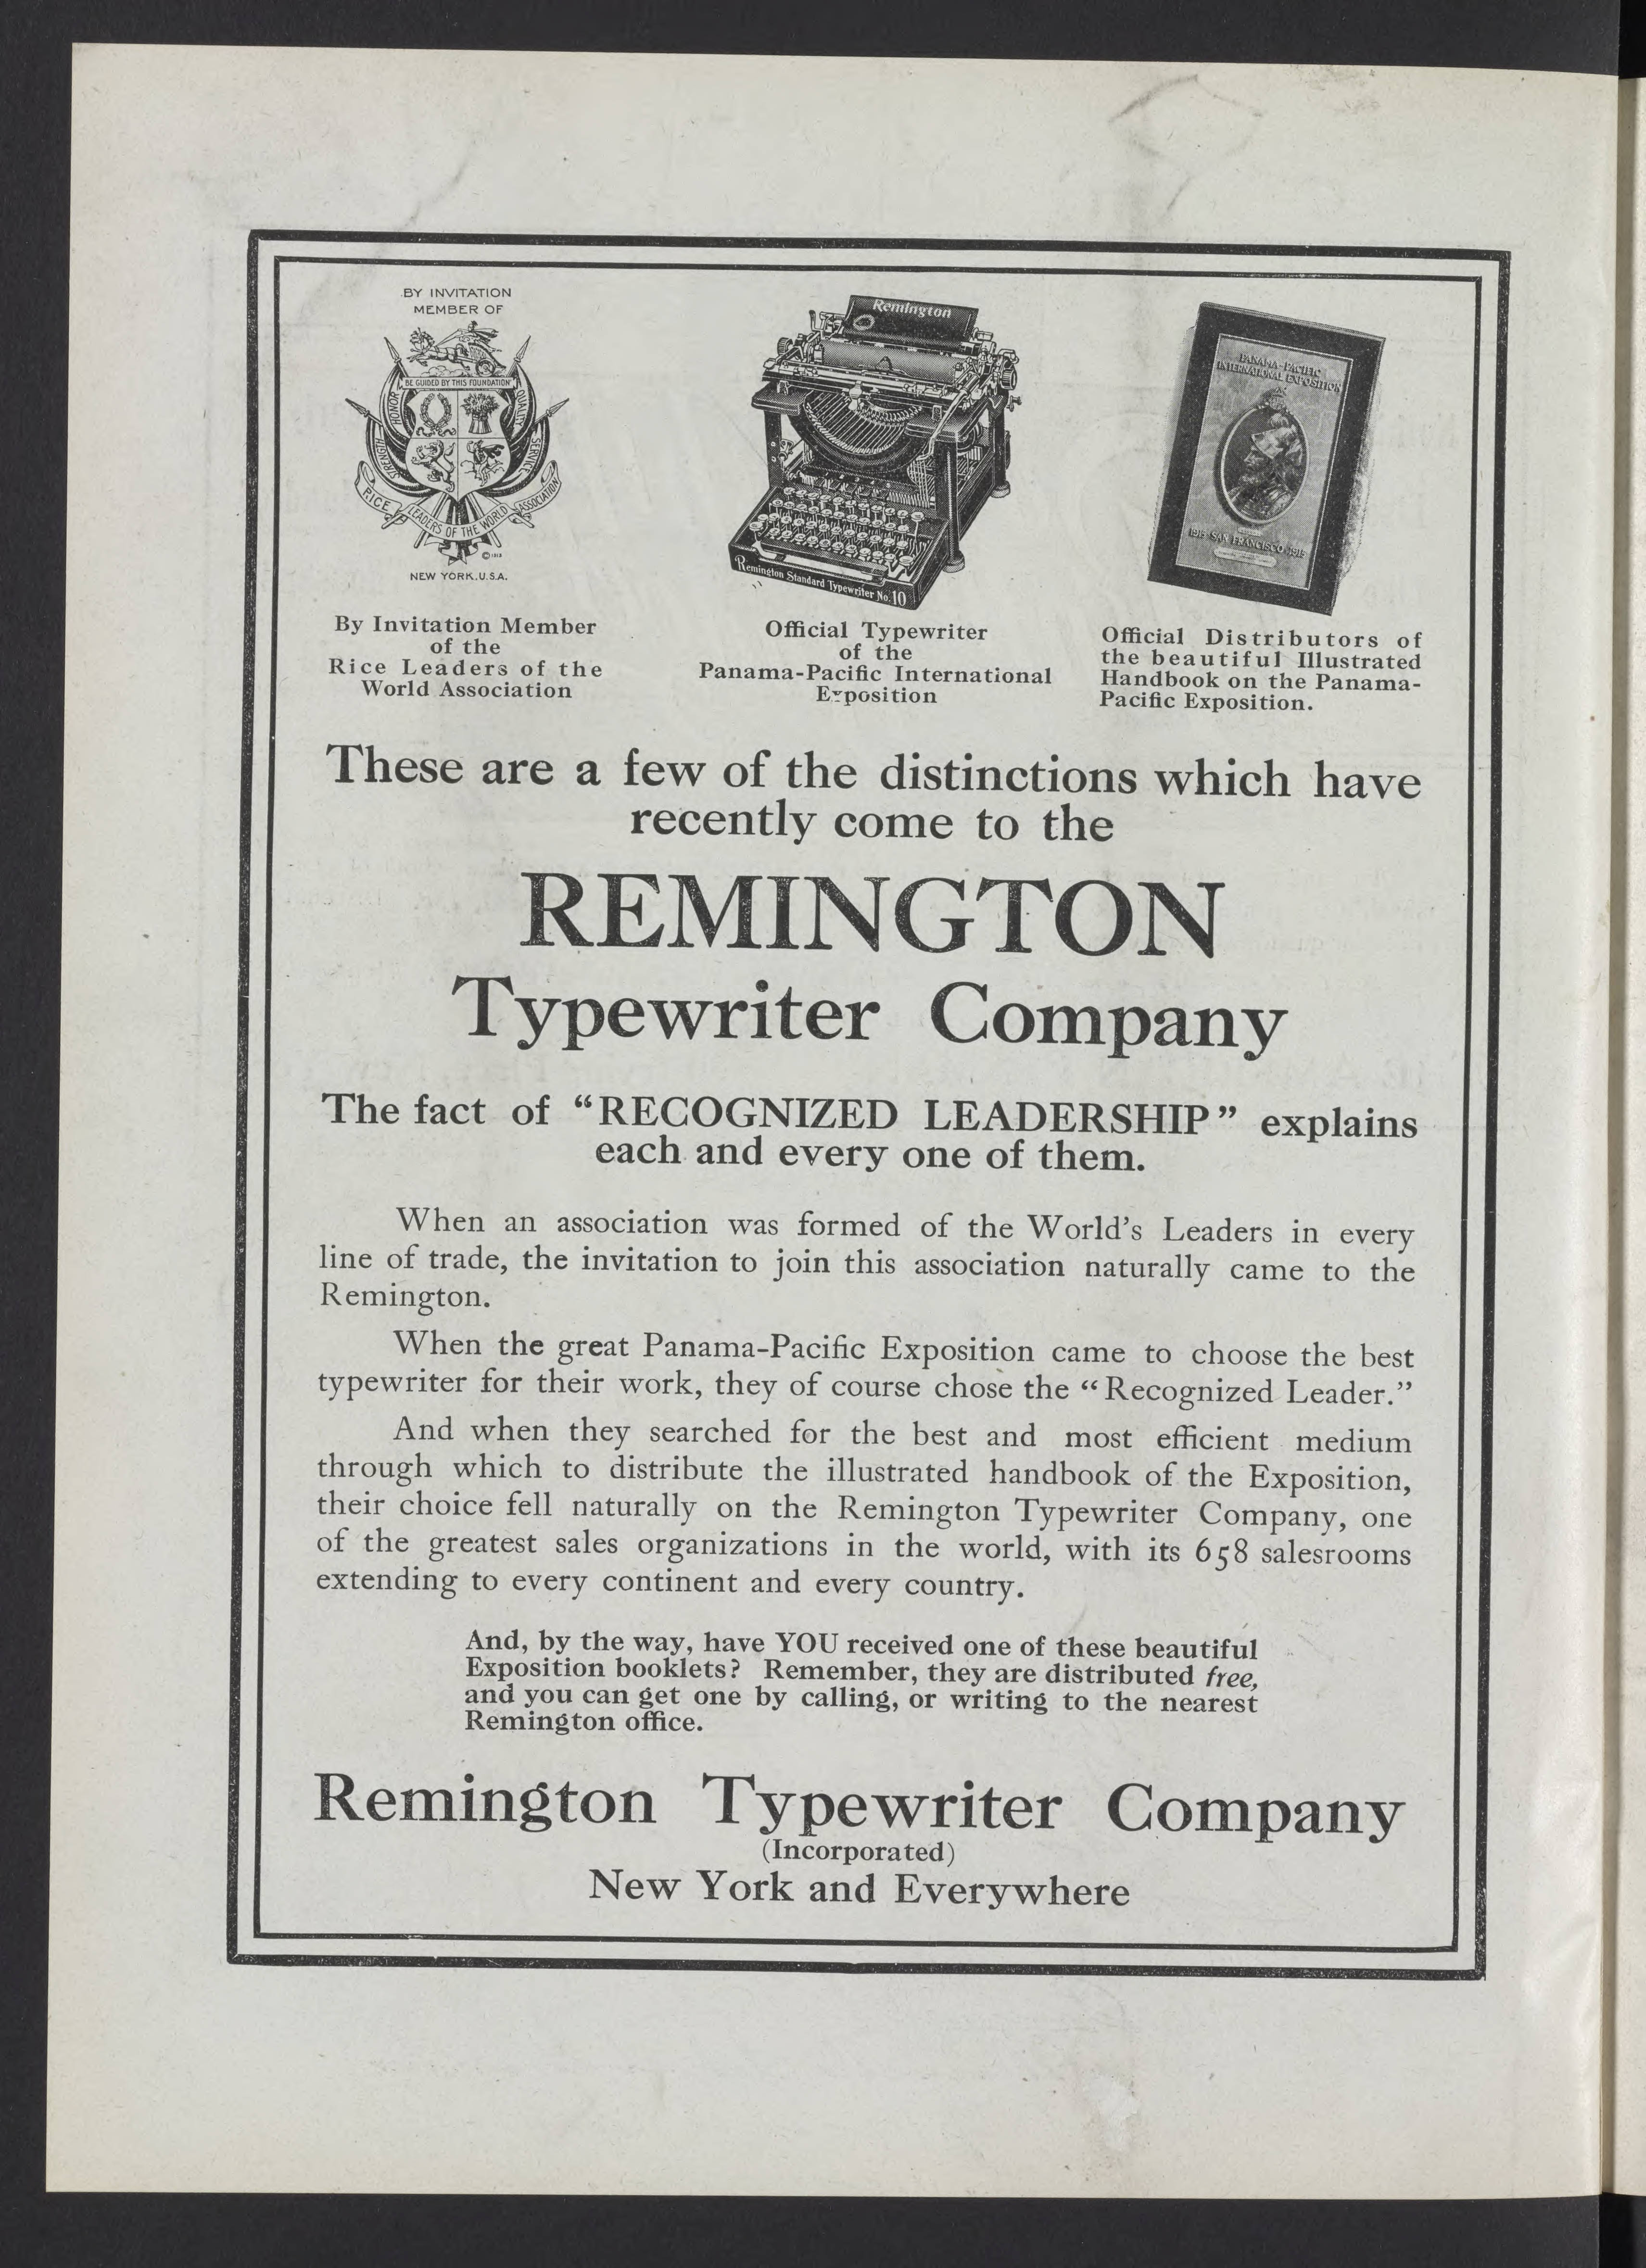 BY INVITATION
MEMBER OF
BE GUIDED BY THIS FOUNDATION
HONOR
QUALITY
STRENGTH
SERVICE
RICE LEADERS OF THE WORLD ASSOCIATION
NEW YORK. U.S.A.
By Invitation Member
of the
Rice Leaders of the
World Association
Remington
Remington Standard Typewriter No. 10
Official Typewriter
of the
Panama-Pacific International
Exposition
PANAMA-PACIFIC
INTERNATIONAL EXPOSITION
1915 SAN FRANCISCO 1915
Official Distributors of
the beautiful Illustrated
Handbook on the Panama-
Pacific Exposition.
These are a few of the distinctions which have
recently come to the
REMINGTON
Typewriter Company
The fact of “RECOGNIZED LEADERSHIP” explains
each and every one of them.
When an association was formed of the World’s Leaders in every
line of trade, the invitation to join this association naturally came to the
Remington.
When the great Panama-Pacific Exposition came to choose the best
typewriter for their work, they of course chose the “Recognized Leader.”
And when they searched for the best and most efficient medium
through which to distribute the illustrated handbook of the Exposition,
their choice fell naturally on the Remington Typewriter Company, one
of the greatest sales organizations in the world, with its 658 salesrooms
extending to every continent and every country.
And, by the way, have YOU received one of these beautiful
Exposition booklets? Remember, they are distributed free,
and you can get one by calling, or writing to the nearest
Remington office.
Remington Typewriter Company
(Incorporated)
New York and Everywhere